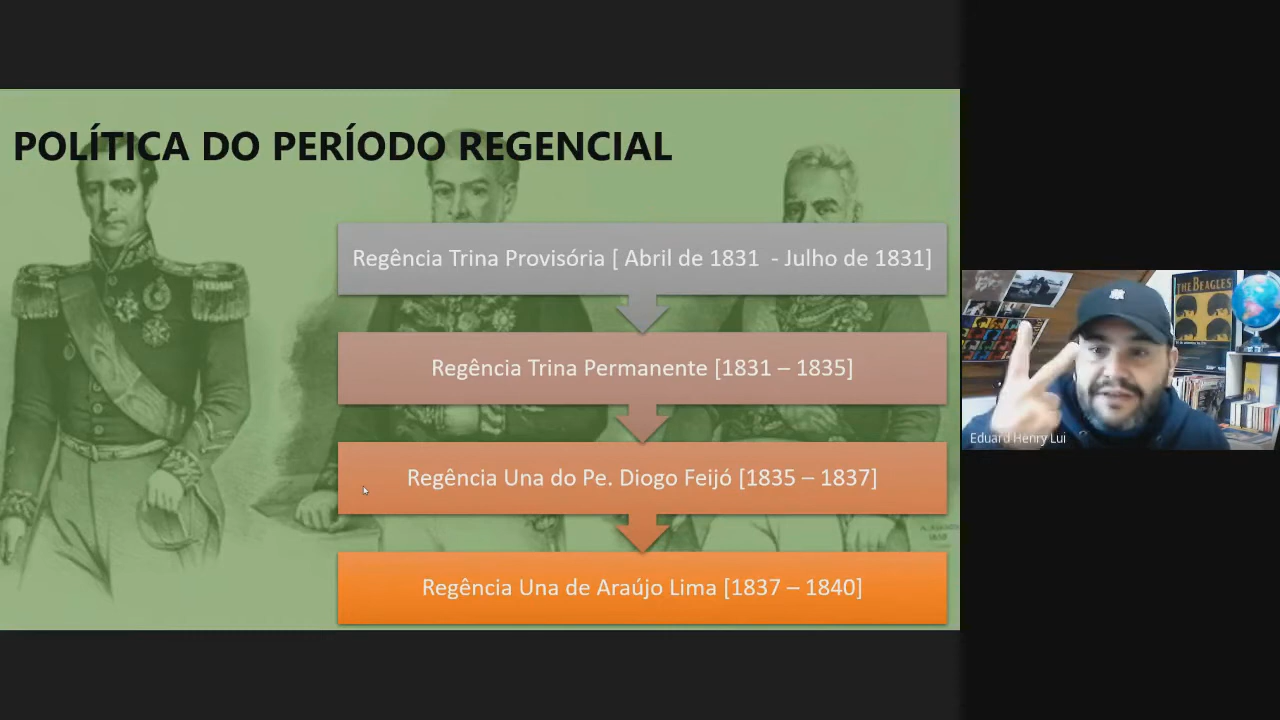 POLÍTICA DO PERÍODO REGENCIAL
Regência Trina Provisória [ Abril de 1831 - Julho de 1831]
Regência Trina Permanente [1831 – 1835]
Regência Una do Pe. Diogo Feijó [1835 – 1837]
Regência Una de Araújo Lima [1837 – 1840]
THE BEAGLES
Eduard Henry Lui